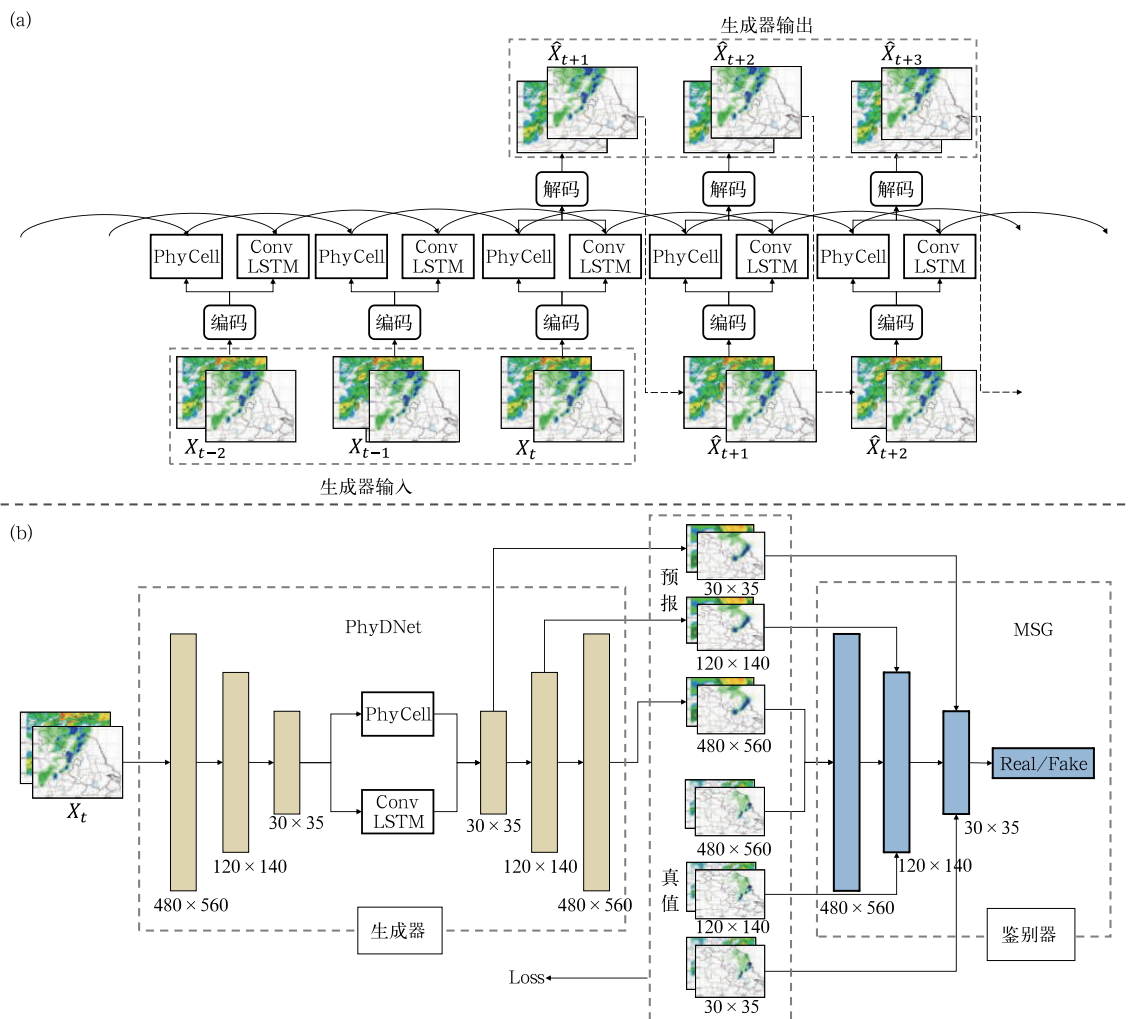 (a)
生成器输出
X̂t+1
X̂t+2
X̂t+3
解码
解码
解码
PhyCell
Conv
LSTM
PhyCell
Conv
LSTM
PhyCell
Conv
LSTM
PhyCell
Conv
LSTM
PhyCell
Conv
LSTM
编码
编码
编码
编码
编码
Xt−2
Xt−1
Xt
X̂t+1
X̂t+2
生成器输入
(b)
PhyDNet
Xt
480×560
120×140
30×35
PhyCell
Conv
LSTM
30×35
120×140
480×560
生成器
预报
30×35
120×140
480×560
真值
480×560
120×140
30×35
Loss
MSG
480×560
120×140
30×35
Real/Fake
鉴别器